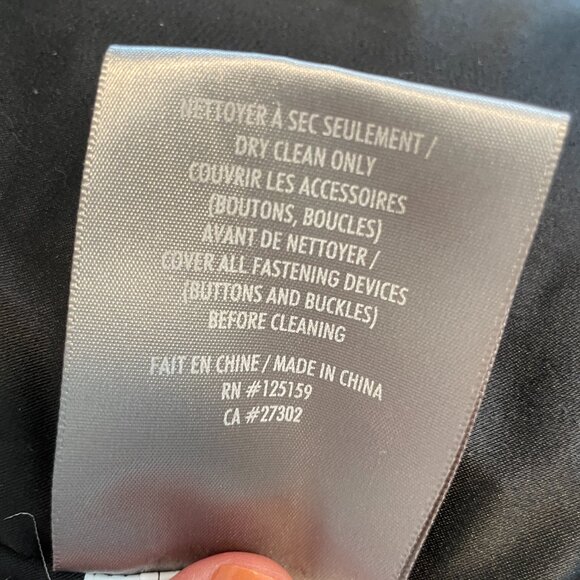 NETTOYER À SEC SEULEMENT /
DRY CLEAN ONLY
COUVRIR LES ACCESSOIRES
(BOUTONS, BOUCLES)
AVANT DE NETTOYER /
COVER ALL FASTENING DEVICES
(BUTTONS AND BUCKLES)
BEFORE CLEANING
FAIT EN CHINE / MADE IN CHINA
RN #125159
CA #27302